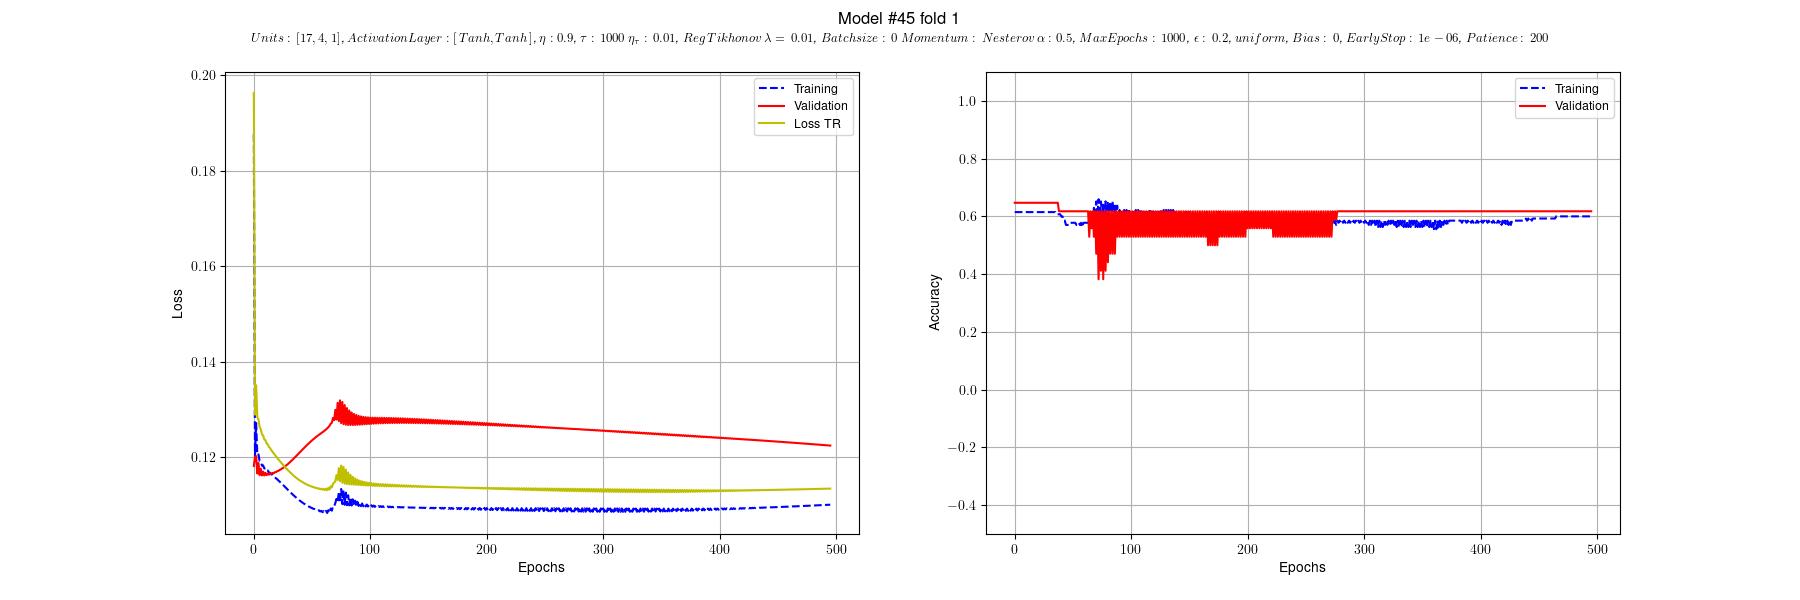 Model #45 fold 1
Units : [17, 4, 1], ActivationLayer : [Tanh, Tanh], η : 0.9, τ : 1000 η_τ : 0.01, RegTikhonov λ = 0.01, Batchsize : 0 Momentum : Nesterov α : 0.5, MaxEpochs : 1000, ϵ : 0.2, uniform, Bias : 0, EarlyStop : 1e − 06, Patience : 200
Loss
0.20
0.18
0.16
0.14
0.12
0 100 200 300 400 500
Epochs
Training
Validation
Loss TR
Accuracy
1.0
0.8
0.6
0.4
0.2
0.0
−0.2
−0.4
0 100 200 300 400 500
Epochs
Training
Validation